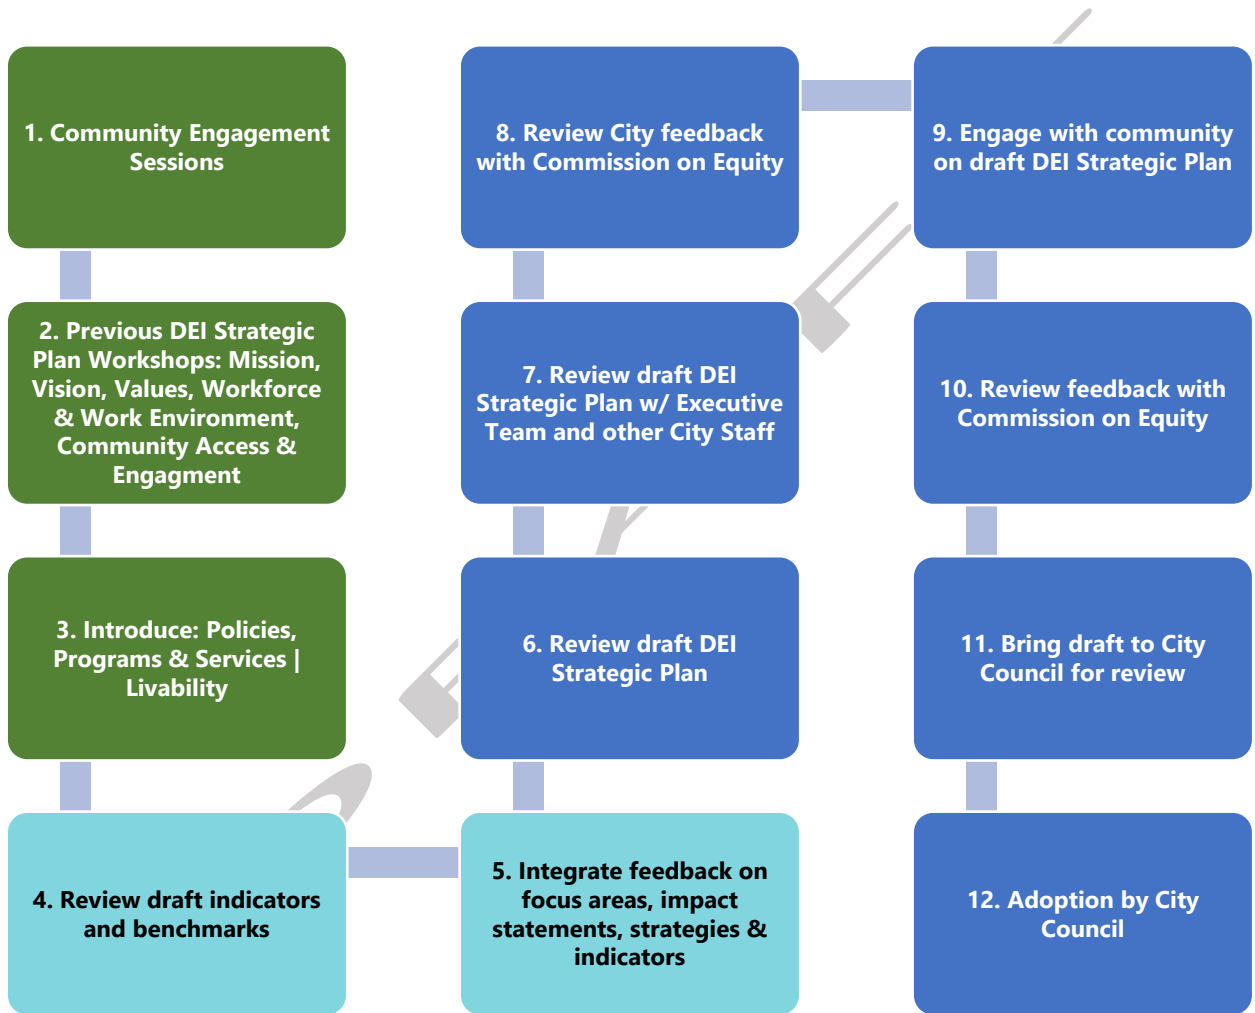 1. Community Engagement
Sessions
2. Previous DEI Strategic
Plan Workshops: Mission,
Vision, Values, Workforce
& Work Environment,
Community Access &
Engagment
3. Introduce: Policies,
Programs & Services |
Livability
4. Review draft indicators
and benchmarks
5. Integrate feedback on
focus areas, impact
statements, strategies &
indicators
6. Review draft DEI
Strategic Plan
7. Review draft DEI
Strategic Plan w/ Executive
Team and other City Staff
8. Review City feedback
with Commission on Equity
9. Engage with community
on draft DEI Strategic Plan
10. Review feedback with
Commission on Equity
11. Bring draft to City
Council for review
12. Adoption by City
Council